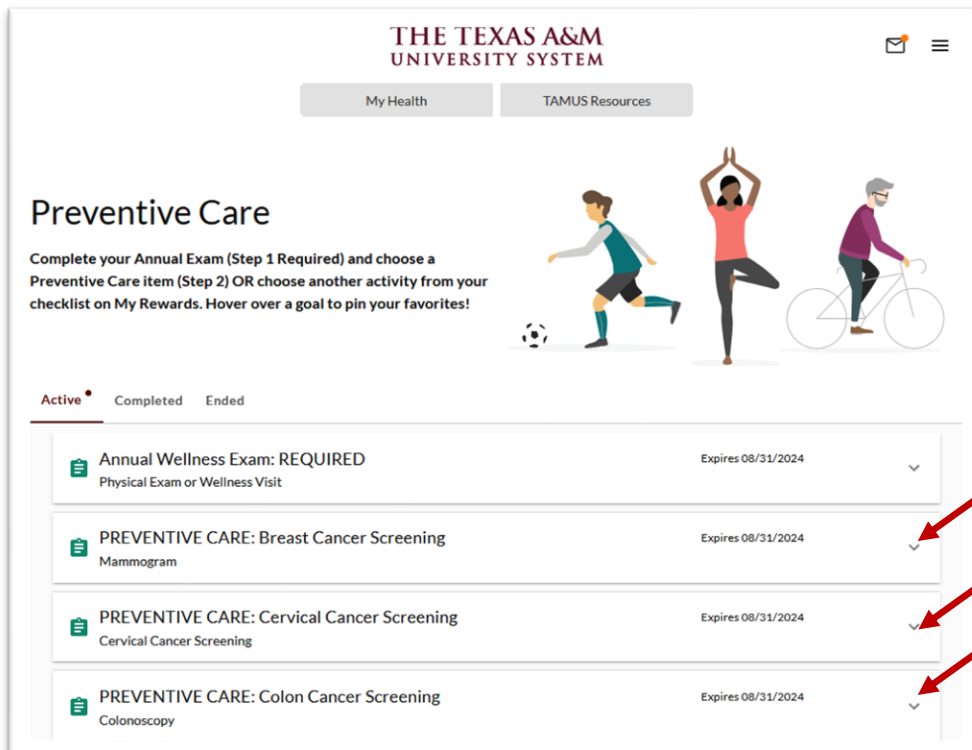 THE TEXAS A&M
UNIVERSITY SYSTEM
My Health
TAMUS Resources
Preventive Care
Complete your Annual Exam (Step 1 Required) and choose a
Preventive Care item (Step 2) OR choose another activity from your
checklist on My Rewards. Hover over a goal to pin your favorites!
Active
Completed
Ended
Annual Wellness Exam: REQUIRED
Expires 08/31/2024
Physical Exam or Wellness Visit
PREVENTIVE CARE: Breast Cancer Screening
Expires 08/31/2024
Mammogram
PREVENTIVE CARE: Cervical Cancer Screening
Expires 08/31/2024
Cervical Cancer Screening
PREVENTIVE CARE: Colon Cancer Screening
Expires 08/31/2024
Colonoscopy